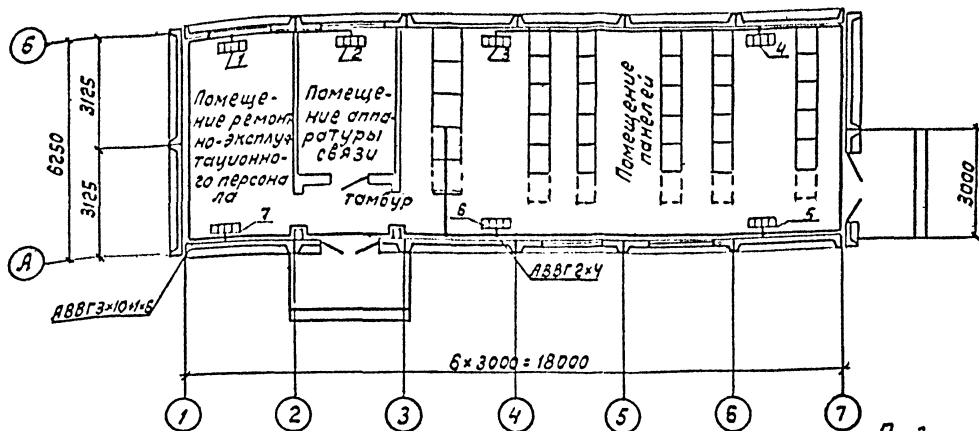 Б
А
6250
3125
3125
1
2
3
4
Помеще-
ние ремонт
но-эксплуа
тационно-
го персона
ла
Помеще-
ние аппа-
ратуры
связи
тамбур
Помещение
панелей
7
6
5
3000
АВВГ3×10+1×6
АВВГ2×4
6×3000=18000
1
2
3
4
5
6
7